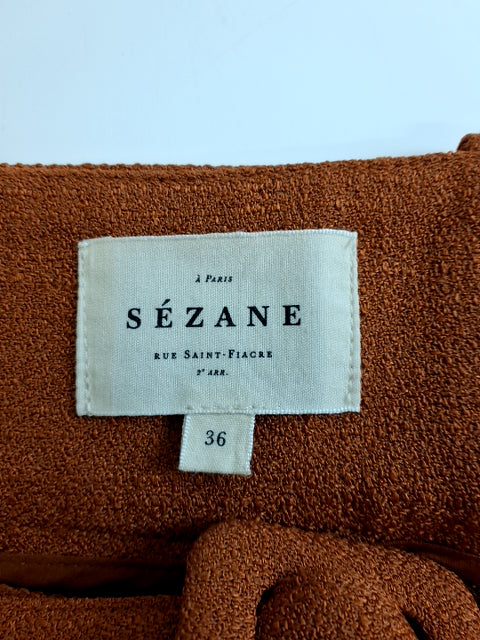 à Paris
SÉZANE
RUE SAINT-FIACRE
2e ARR.
36